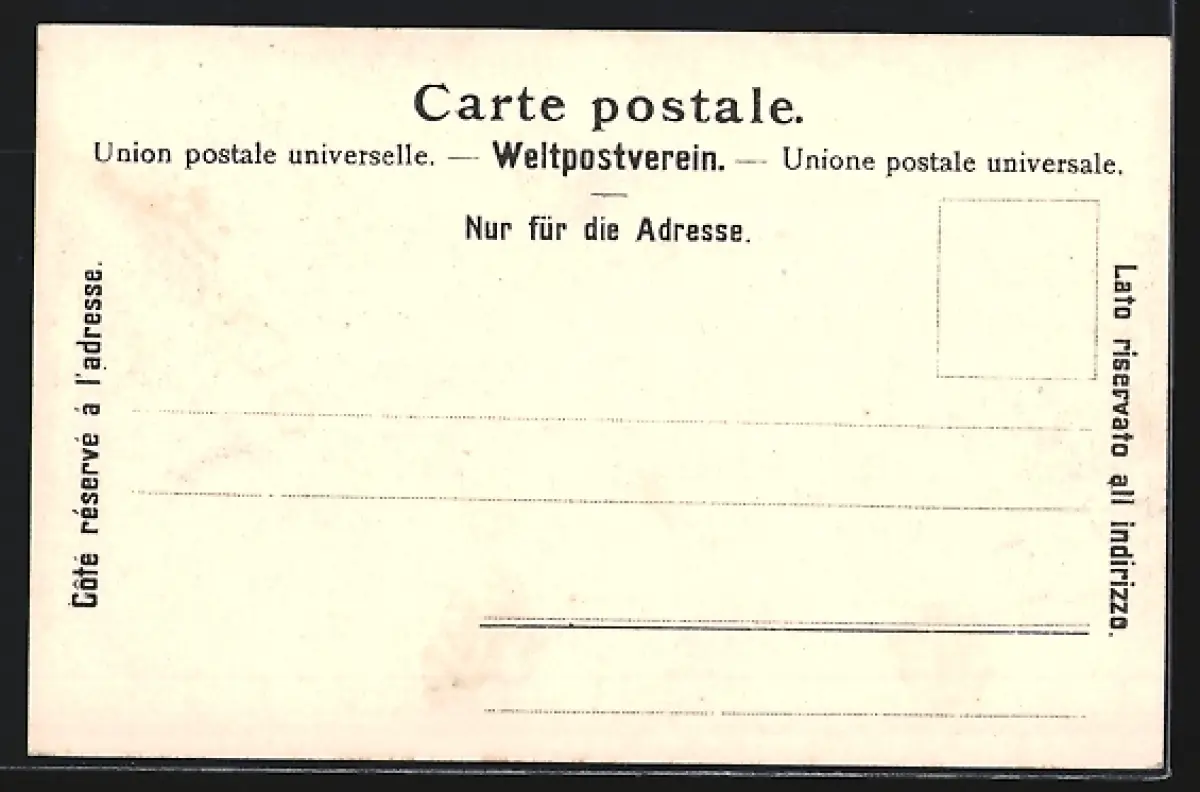 Carte postale.
Union postale universelle. — Weltpostverein. — Unione postale universale.
Nur für die Adresse.
Côté réservé á l'adresse.
Lato riservato all indirizzo.